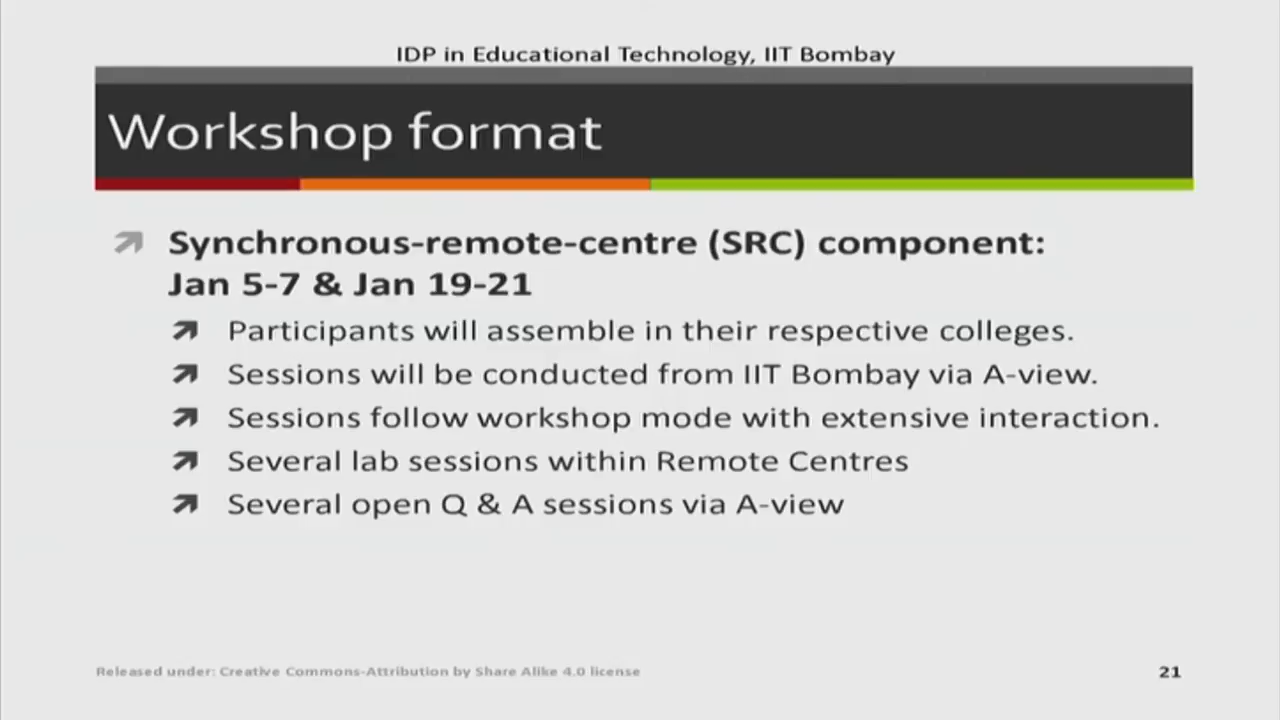 IDP in Educational Technology, IIT Bombay
Workshop format
Synchronous-remote-centre (SRC) component:
Jan 5-7 & Jan 19-21
Participants will assemble in their respective colleges.
Sessions will be conducted from IIT Bombay via A-view.
Sessions follow workshop mode with extensive interaction.
Several lab sessions within Remote Centres
Several open Q & A sessions via A-view
Released under: Creative Commons-Attribution by Share Alike 4.0 license
21